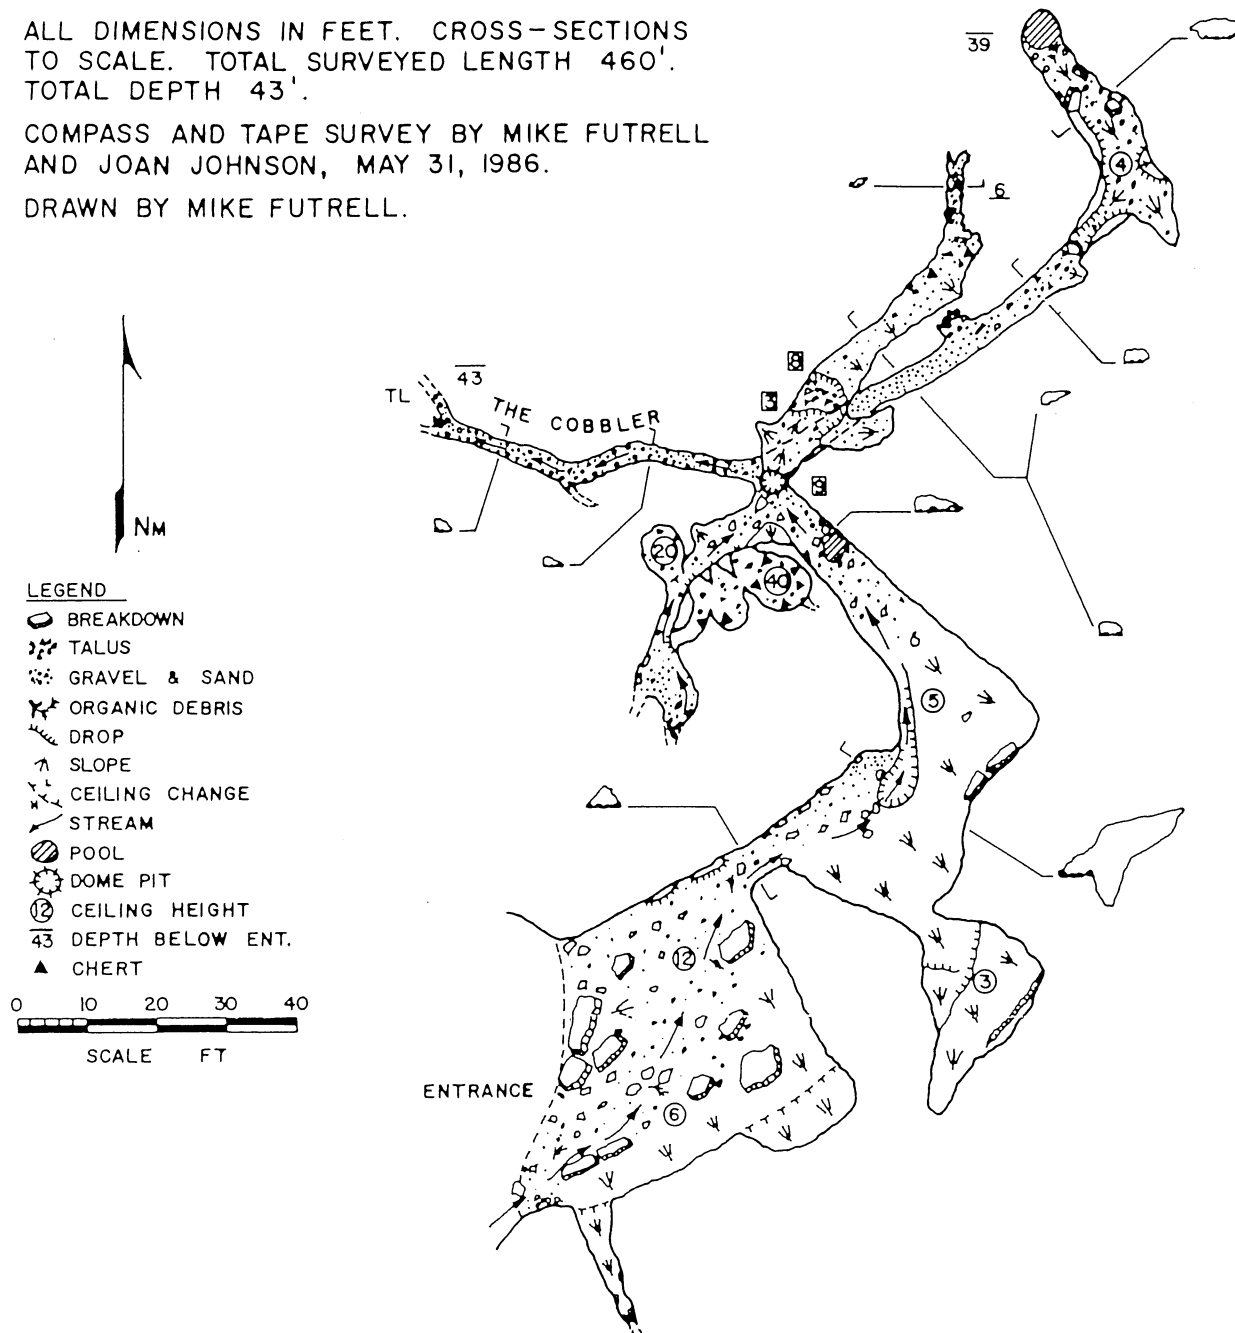 ALL DIMENSIONS IN FEET. CROSS-SECTIONS
TO SCALE. TOTAL SURVEYED LENGTH 460'.
TOTAL DEPTH 43'.
COMPASS AND TAPE SURVEY BY MIKE FUTRELL
AND JOAN JOHNSON, MAY 31, 1986.
DRAWN BY MIKE FUTRELL.
39
4
6
8
3
43
TL
THE COBBLER
9
20
40
NM
5
LEGEND
BREAKDOWN
TALUS
GRAVEL & SAND
ORGANIC DEBRIS
DROP
SLOPE
CEILING CHANGE
STREAM
POOL
DOME PIT
12 CEILING HEIGHT
43 DEPTH BELOW ENT.
CHERT
0 10 20 30 40
SCALE FT
12
3
ENTRANCE
6